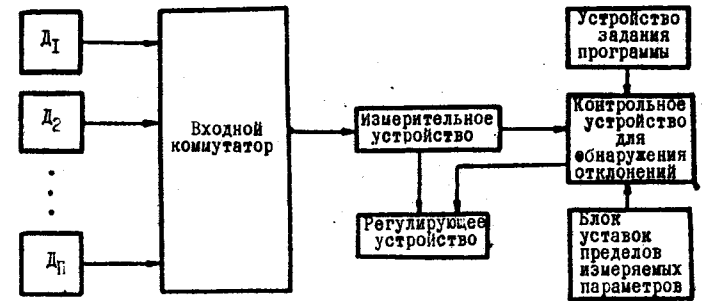 Д1
Д2
Дп
Входной
коммутатор
Измерительное
устройство
Регулирующее
устройство
Устройство
задания
программы
Контрольное
устройство
для
обнаружения
отклонений
Блок
уставок
пределов
измеряемых
параметров